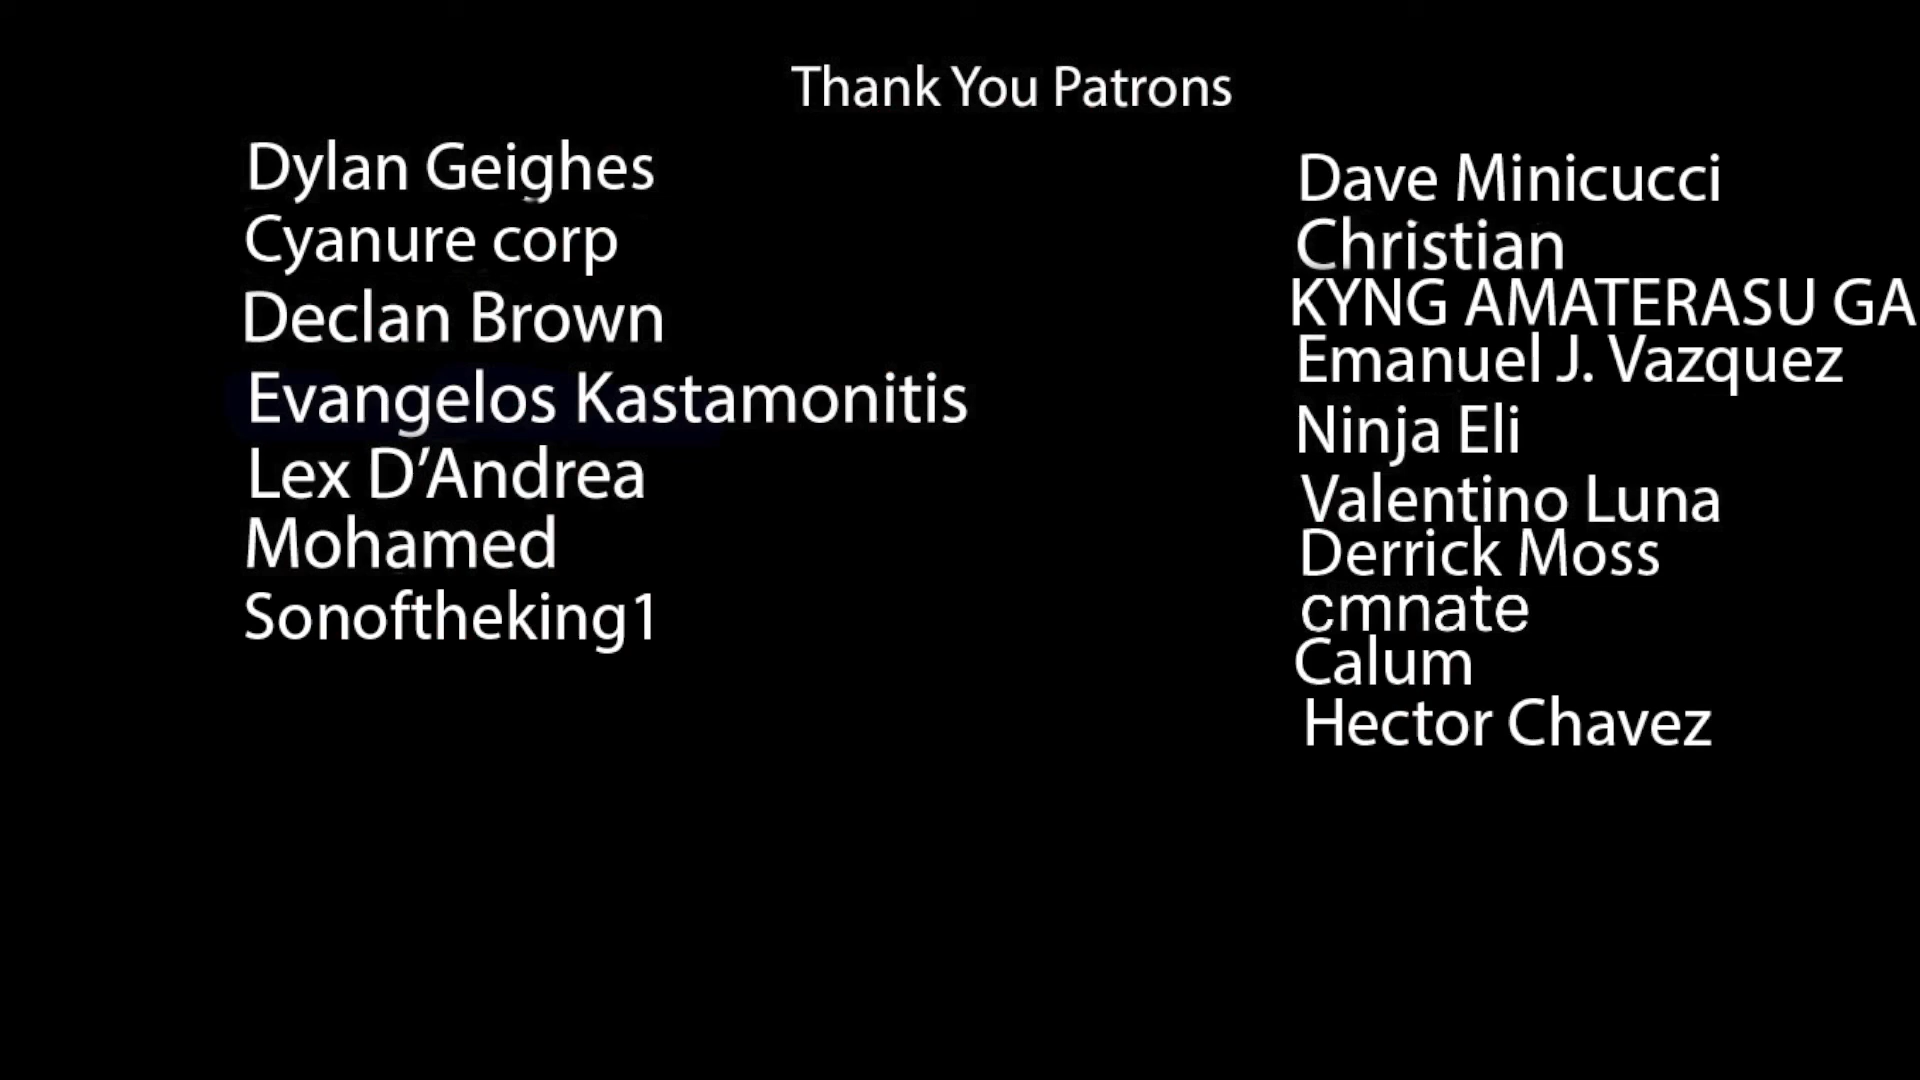 Thank You Patrons
Dylan Geighes
Cyanure corp
Declan Brown
Evangelos Kastamonitis
Lex D’Andrea
Mohamed
Sonoftheking1
Dave Minicucci
Christian
KYNG AMATERASU GA
Emanuel J. Vazquez
Ninja Eli
Valentino Luna
Derrick Moss
cmnate
Calum
Hector Chavez